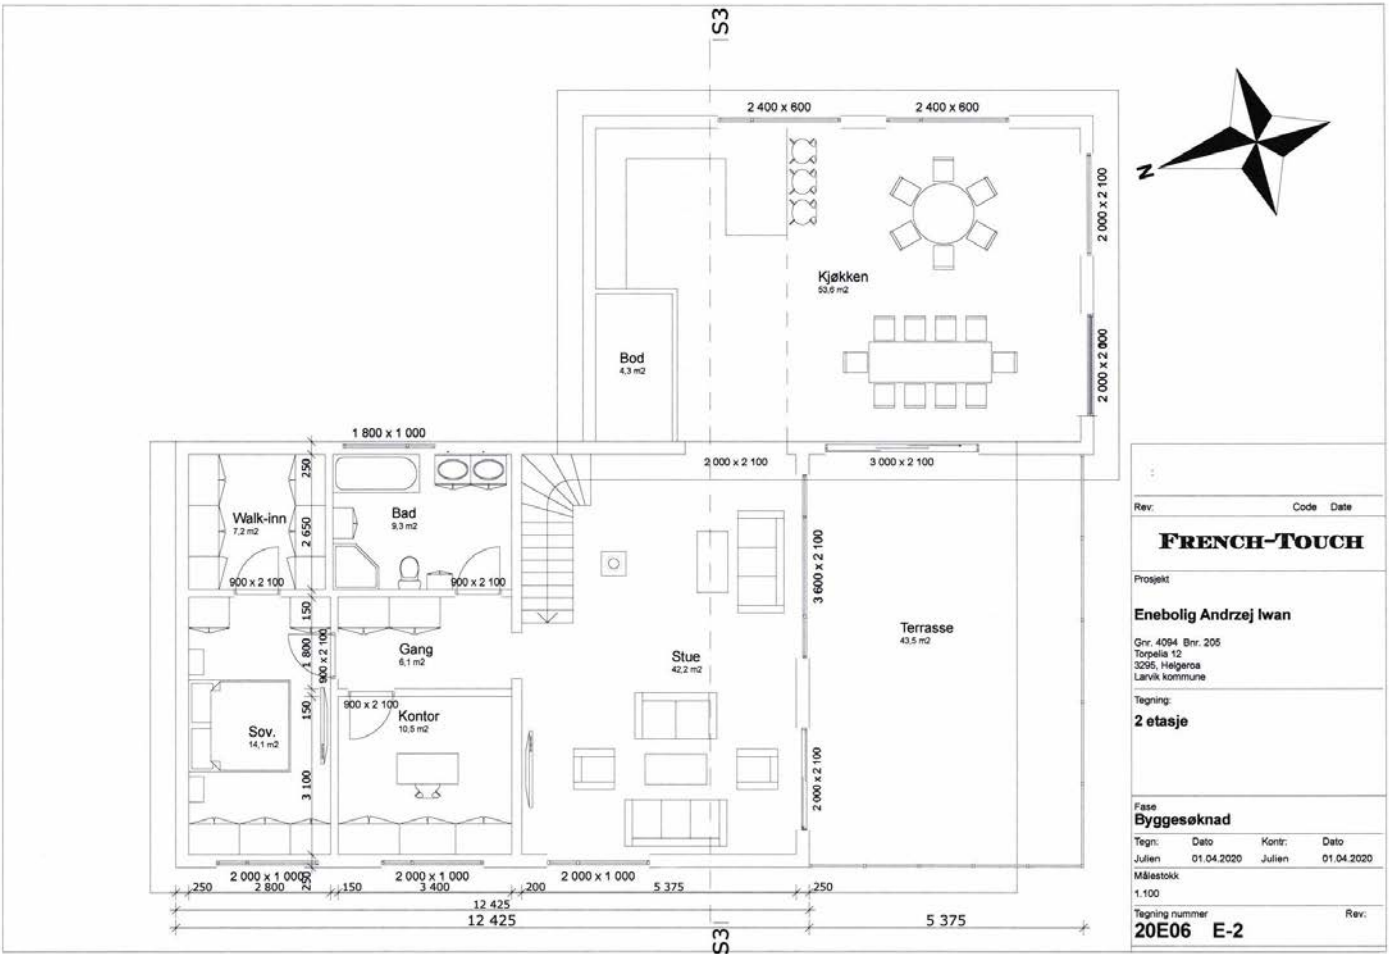 S3
2 400 x 600
2 400 x 600
N
2 000 x 2 100
Kjøkken
53,6 m2
Bod
4,3 m2
1 800 x 1 000
2 000 x 2 100
3 000 x 2 100
250
Walk-inn
7,2 m2
2 650
Bad
9,3 m2
900 x 2 100
900 x 2 100
3 600 x 2 100
150
1 800
900 x 2 100
Gang
6,1 m2
Stue
42,2 m2
Terrasse
43,5 m2
150
900 x 2 100
Kontor
10,5 m2
Sov.
14,1 m2
3 100
2 000 x 2 100
2 000 x 1 000
250
2 000 x 1 000
2 000 x 1 000
250
2 800
150
3 400
200
5 375
250
12 425
12 425
5 375
S3
:
Rev:
Code
Date
FRENCH-TOUCH
Prosjekt
Enebolig Andrzej Iwan
Gnr. 4094 Bnr. 205
Torpelia 12
3295, Helgeroa
Larvik kommune
Tegning:
2 etasje
Fase
Byggesøknad
Tegn: Dato Kontr: Dato
Julien 01.04.2020 Julien 01.04.2020
Målestokk
1.100
Tegning nummer Rev:
20E06 E-2